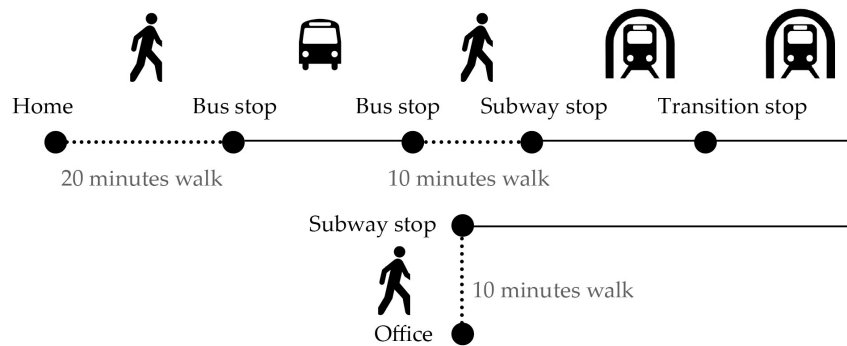 Home
Bus stop
Bus stop
Subway stop
Transition stop
20 minutes walk
10 minutes walk
Subway stop
10 minutes walk
Office